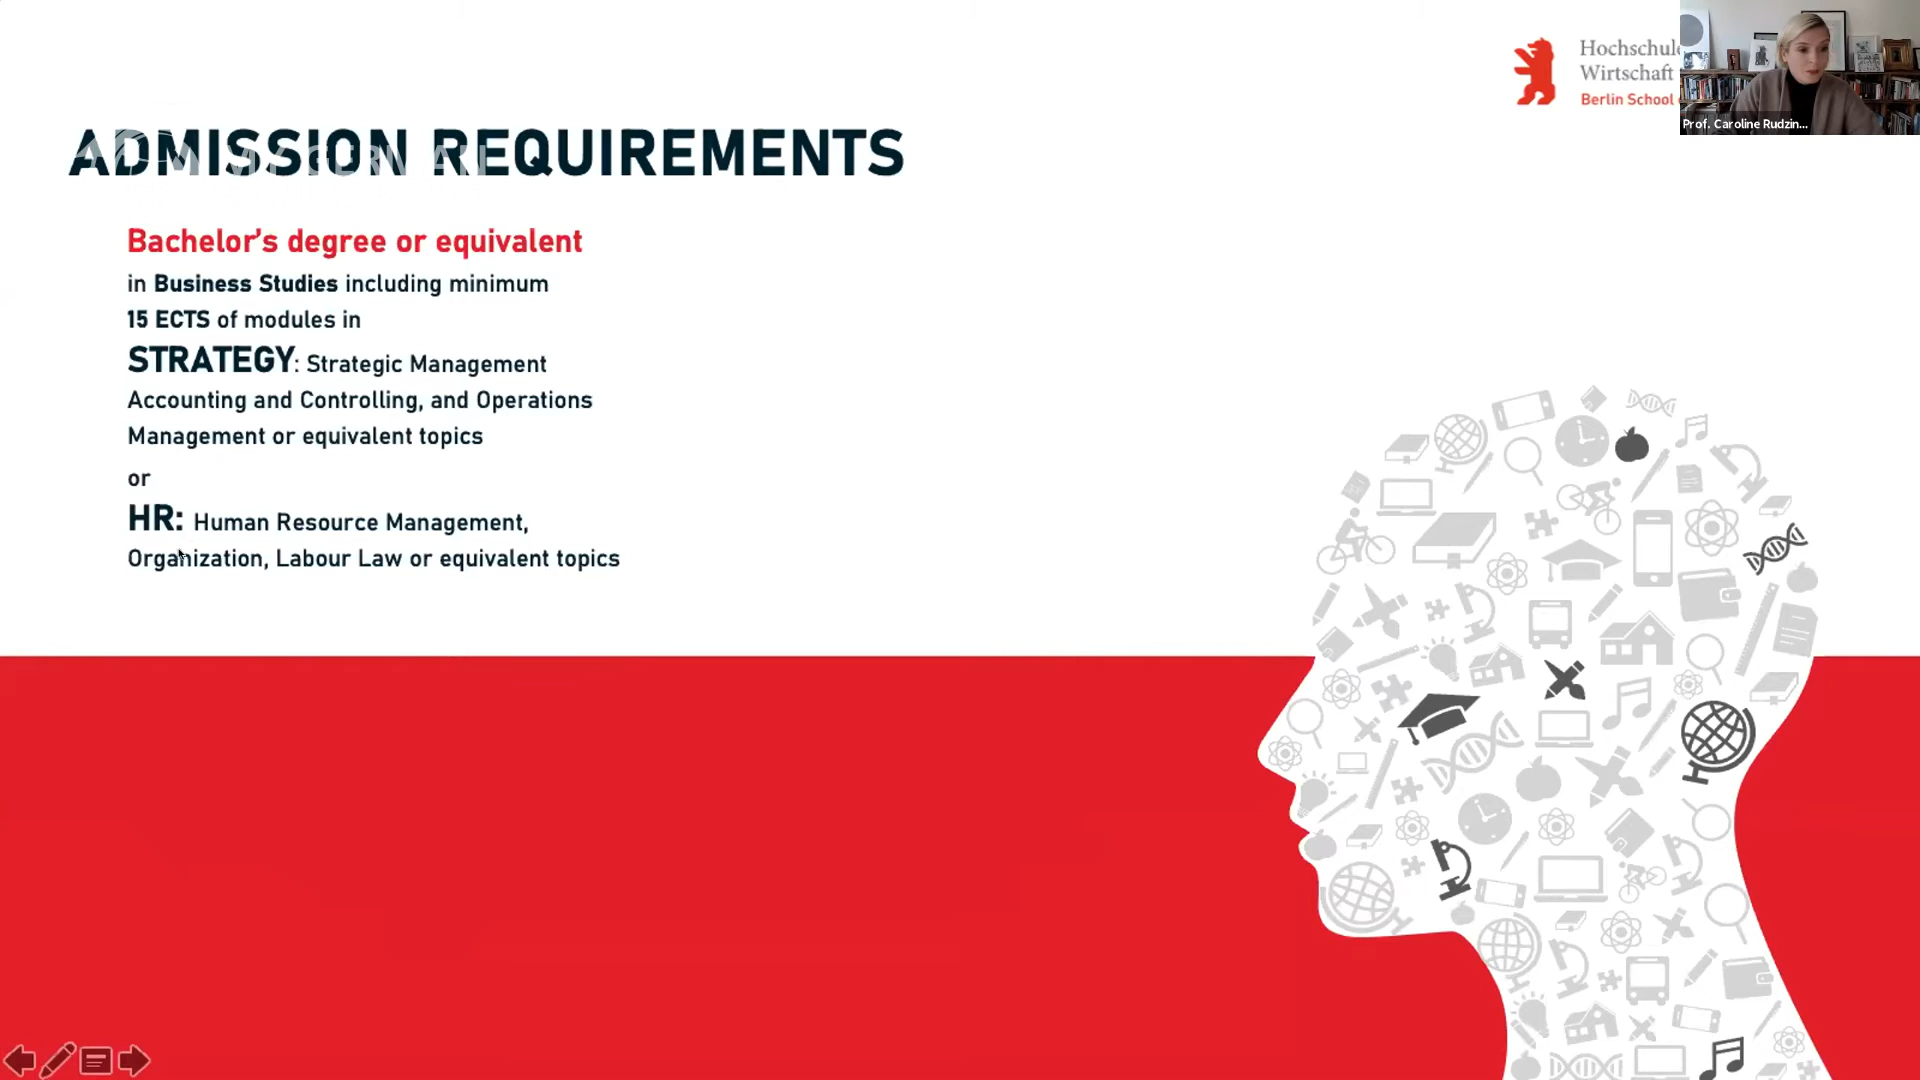 Hochschule
Wirtschaft
Berlin School
Prof. Caroline Rudzin...
ADMISSION REQUIREMENTS
Bachelor's degree or equivalent
in Business Studies including minimum
15 ECTS of modules in
STRATEGY: Strategic Management
Accounting and Controlling, and Operations
Management or equivalent topics
or
HR: Human Resource Management,
Organization, Labour Law or equivalent topics